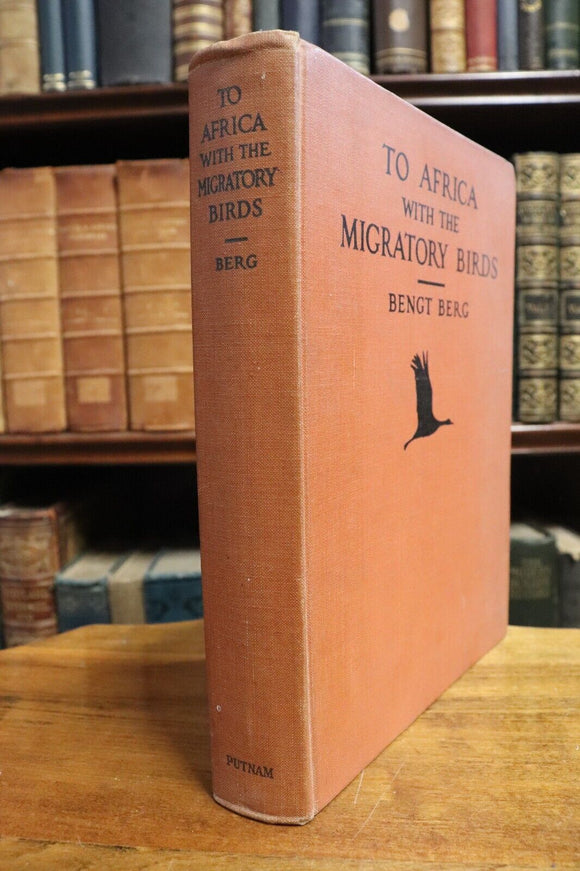 TO
AFRICA
WITH THE
MIGRATORY
BIRDS
BERG
PUTNAM
TO AFRICA
WITH THE
MIGRATORY BIRDS
BENGT BERG